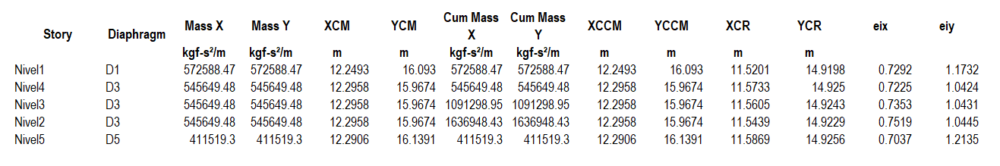 Story Diaphragm Mass X Mass Y XCM YCM Cum Mass X Cum Mass Y XCCM YCCM XCR YCR eix eiy
kgf-s²/m kgf-s²/m m m kgf-s²/m kgf-s²/m m m m m
Nivel1 D1 572588.47 572588.47 12.2493 16.093 572588.47 572588.47 12.2493 16.093 11.5201 14.9198 0.7292 1.1732
Nivel4 D3 545649.48 545649.48 12.2958 15.9674 545649.48 545649.48 12.2958 15.9674 11.5733 14.925 0.7225 1.0424
Nivel3 D3 545649.48 545649.48 12.2958 15.9674 1091298.95 1091298.95 12.2958 15.9674 11.5605 14.9243 0.7353 1.0431
Nivel2 D3 545649.48 545649.48 12.2958 15.9674 1636948.43 1636948.43 12.2958 15.9674 11.5439 14.9229 0.7519 1.0445
Nivel5 D5 411519.3 411519.3 12.2906 16.1391 411519.3 411519.3 12.2906 16.1391 11.5869 14.9256 0.7037 1.2135